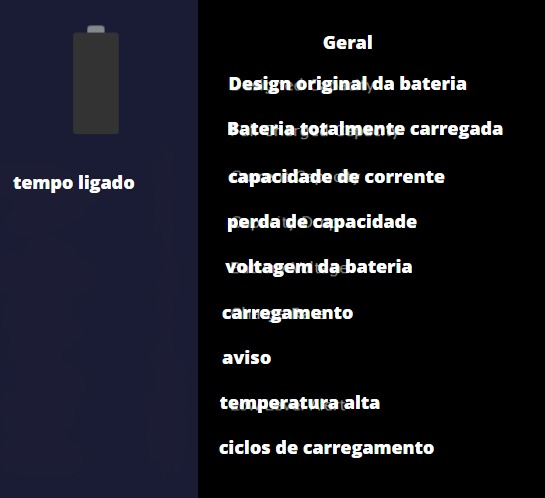 Geral
Design original da bateria
Bateria totalmente carregada
tempo ligado
capacidade de corrente
perda de capacidade
voltagem da bateria
carregamento
aviso
temperatura alta
ciclos de carregamento